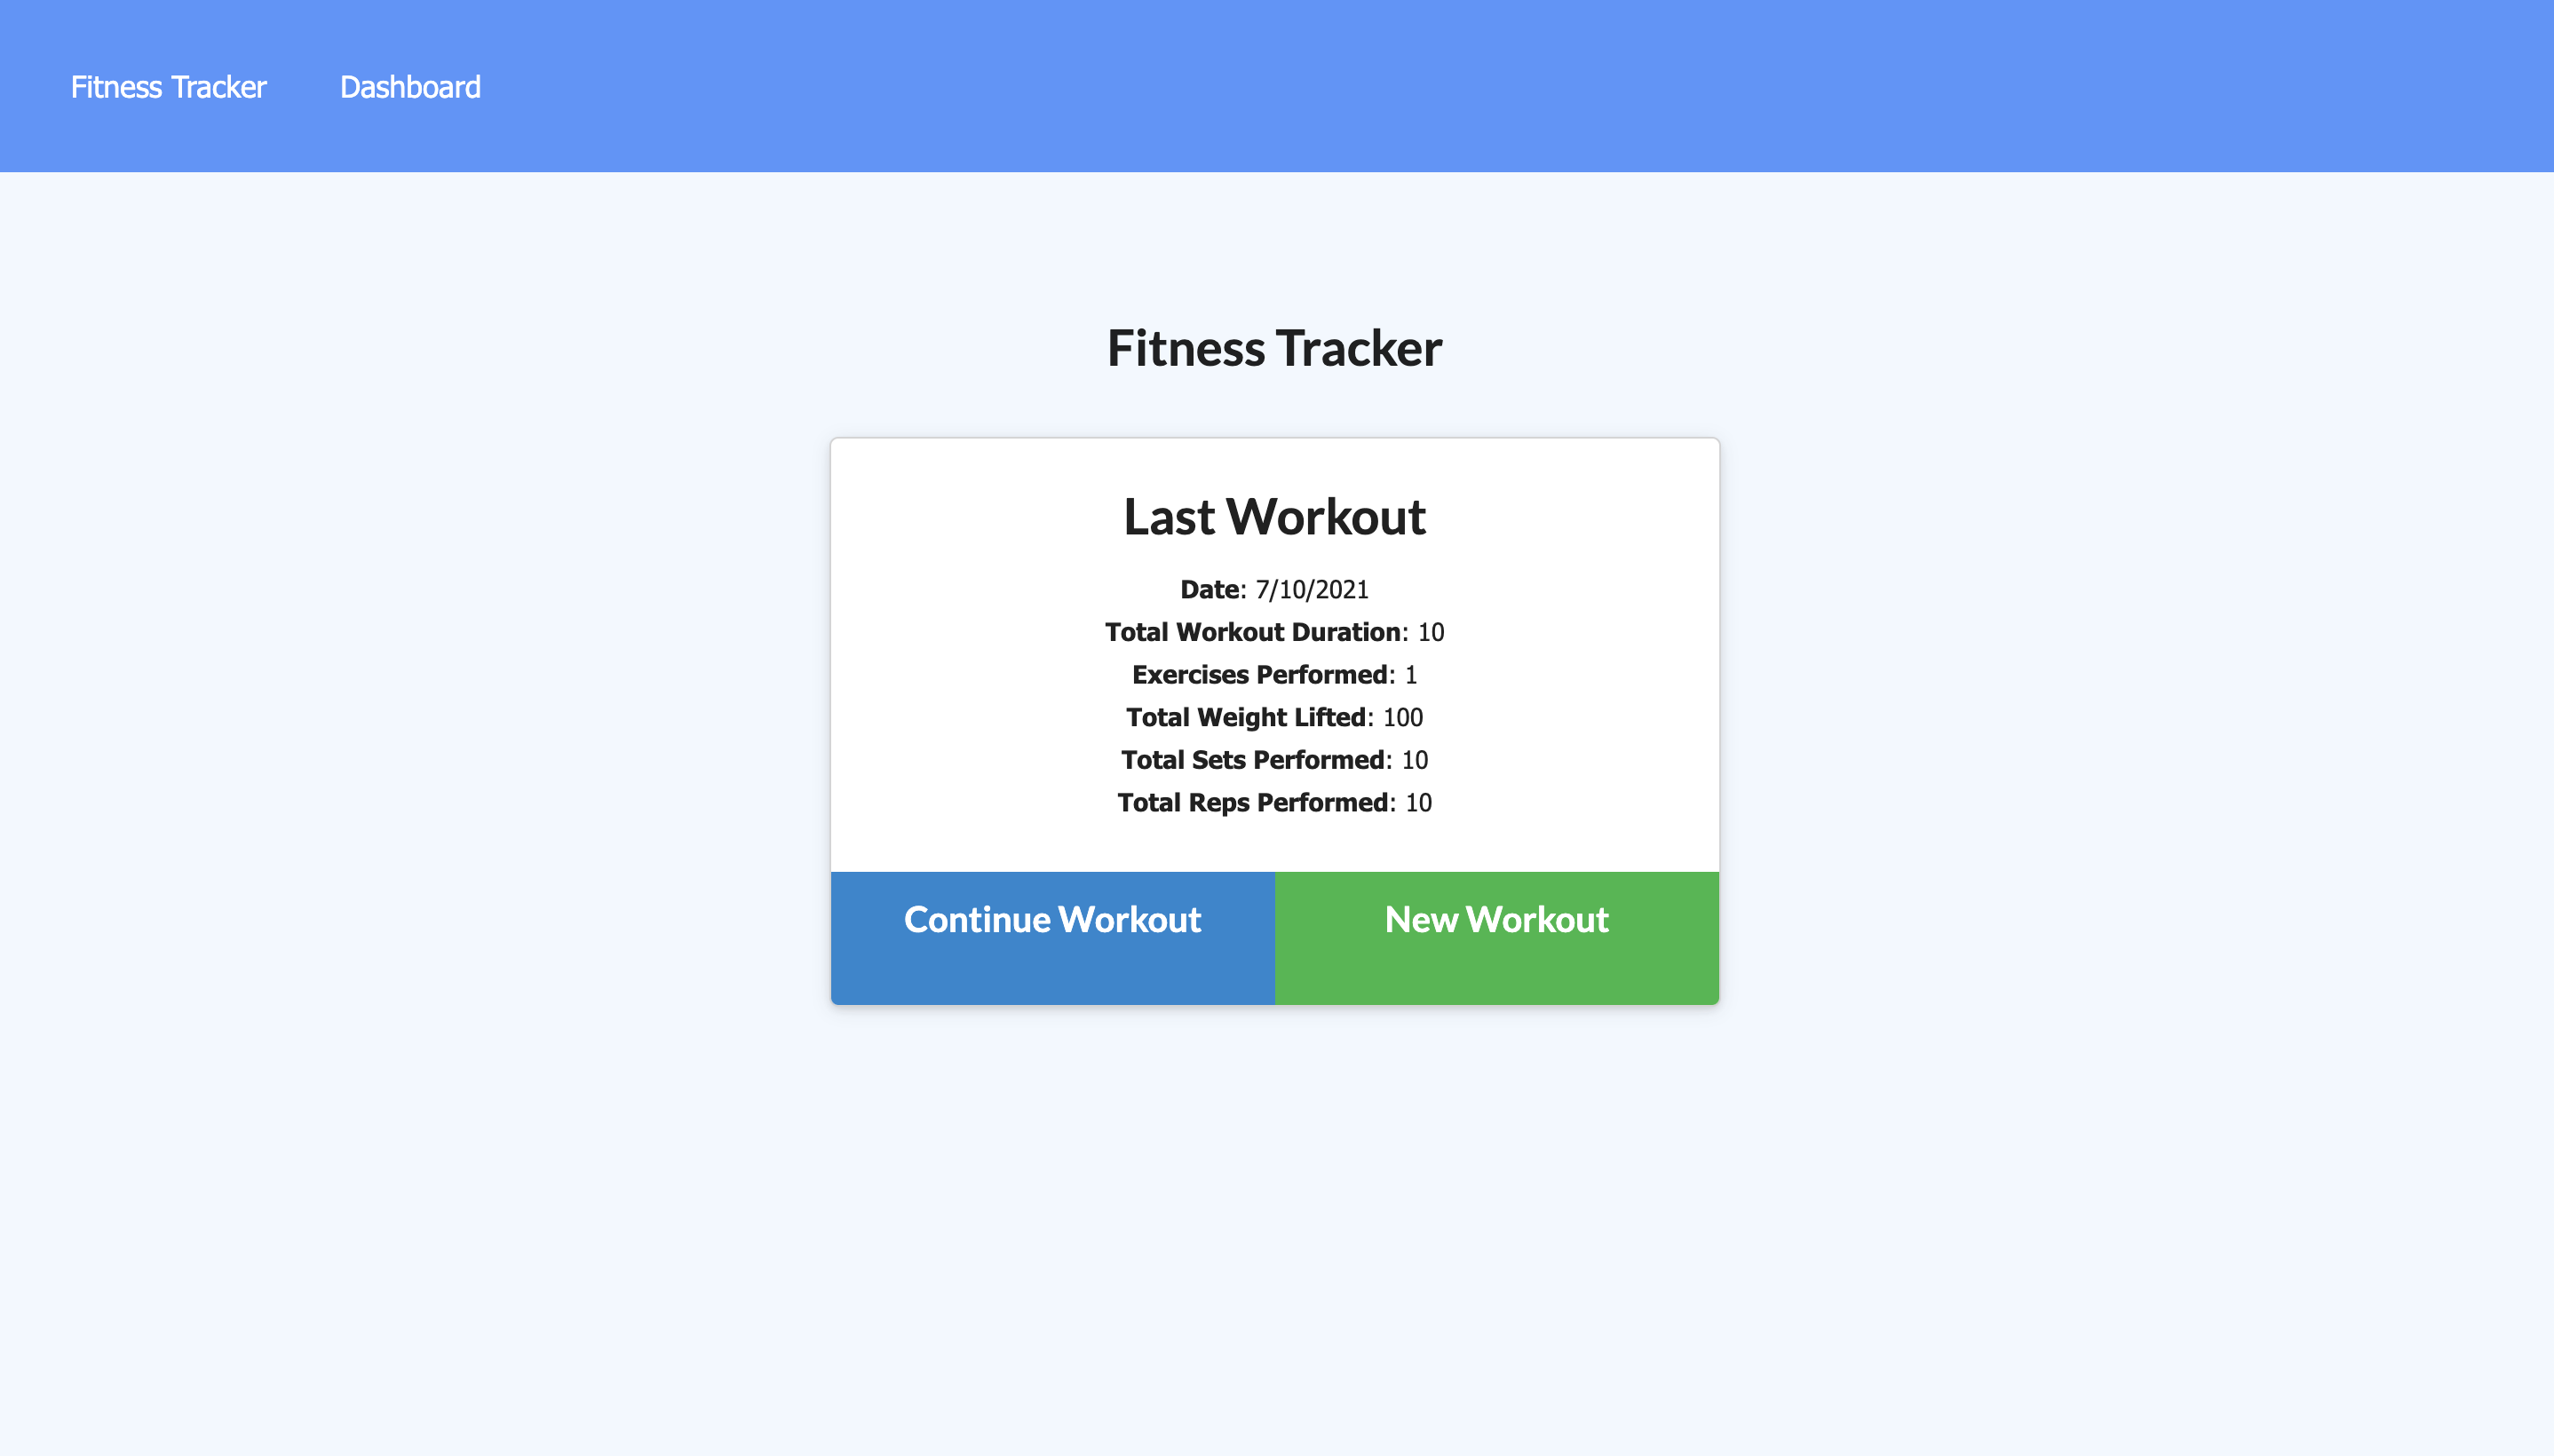 Fitness Tracker Dashboard
Fitness Tracker
Last Workout
Date: 7/10/2021
Total Workout Duration: 10
Exercises Performed: 1
Total Weight Lifted: 100
Total Sets Performed: 10
Total Reps Performed: 10
Continue Workout New Workout